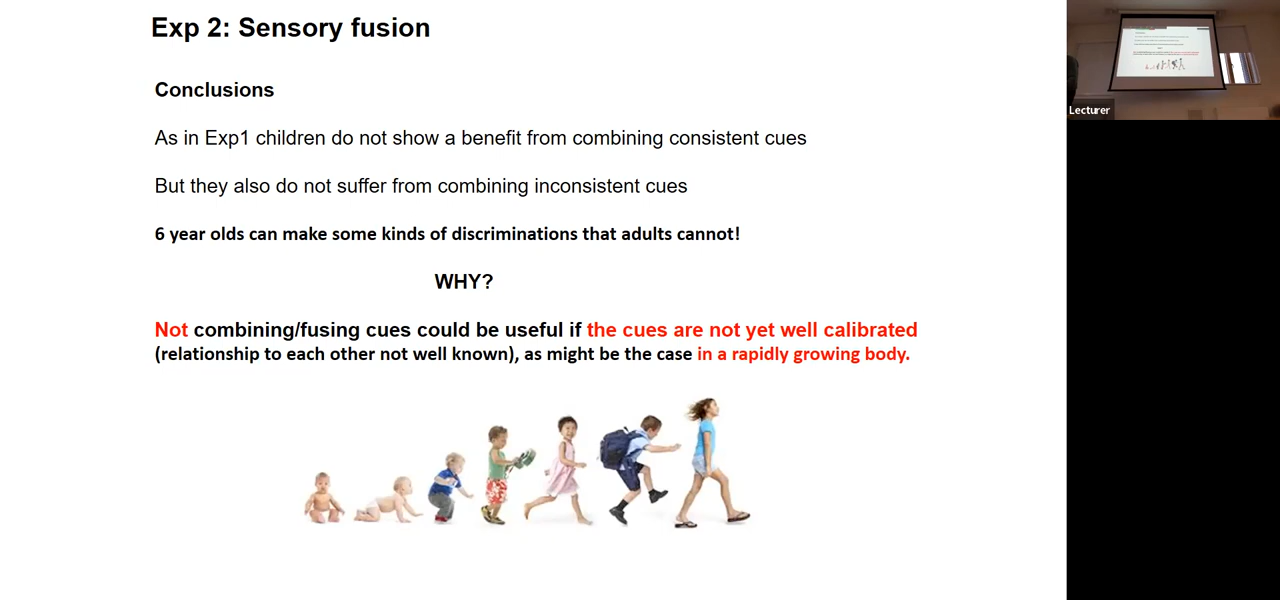 Exp 2: Sensory fusion
Conclusions
As in Exp1 children do not show a benefit from combining consistent cues
But they also do not suffer from combining inconsistent cues
6 year olds can make some kinds of discriminations that adults cannot!
WHY?
Not combining/fusing cues could be useful if the cues are not yet well calibrated
(relationship to each other not well known), as might be the case in a rapidly growing body.
Lecturer